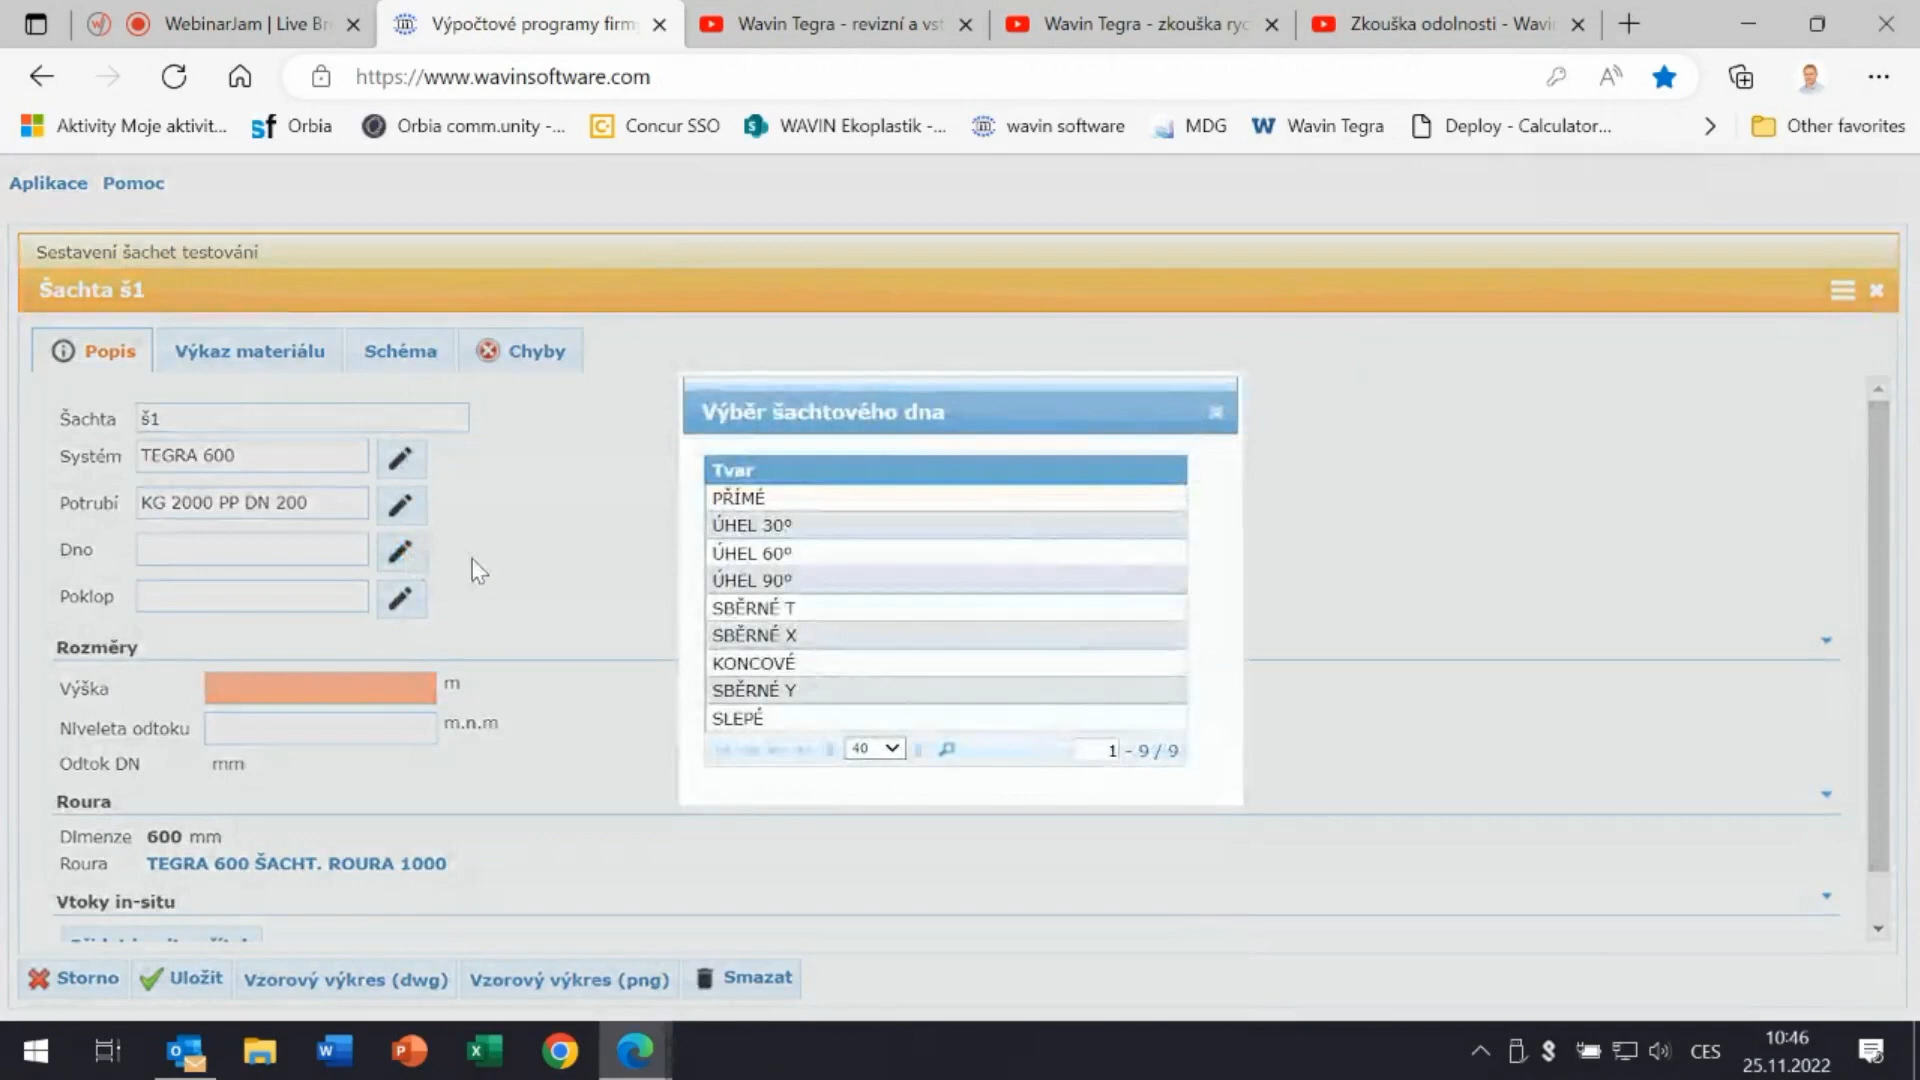 WebinarJam | Live Br
Výpočtové programy firm
Wavin Tegra - revizní a vst
Wavin Tegra - zkouška ryc
Zkouška odolnosti - Wavi
https://www.wavinsoftware.com
Aktivity Moje aktivit...
Orbia
Orbia comm.unity -...
Concur SSO
WAVIN Ekoplastik -...
wavin software
MDG
Wavin Tegra
Deploy - Calculator...
Other favorites
Aplikace Pomoc
Sestavení šachet testování
Šachta š1
Popis
Výkaz materiálu
Schéma
Chyby
Šachta š1
Systém TEGRA 600
Potrubí KG 2000 PP DN 200
Dno
Poklop
Rozměry
Výška m
Niveleta odtoku m.n.m
Odtok DN mm
Roura
Dimenze 600 mm
Roura TEGRA 600 ŠACHT. ROURA 1000
Vtoky in-situ
Výběr šachtového dna
Tvar
PŘÍMÉ
ÚHEL 30º
ÚHEL 60º
ÚHEL 90º
SBĚRNÉ T
SBĚRNÉ X
KONCOVÉ
SBĚRNÉ Y
SLEPÉ
40
1 - 9 / 9
Storno
Uložit
Vzorový výkres (dwg)
Vzorový výkres (png)
Smazat
CES
10:46
25.11.2022